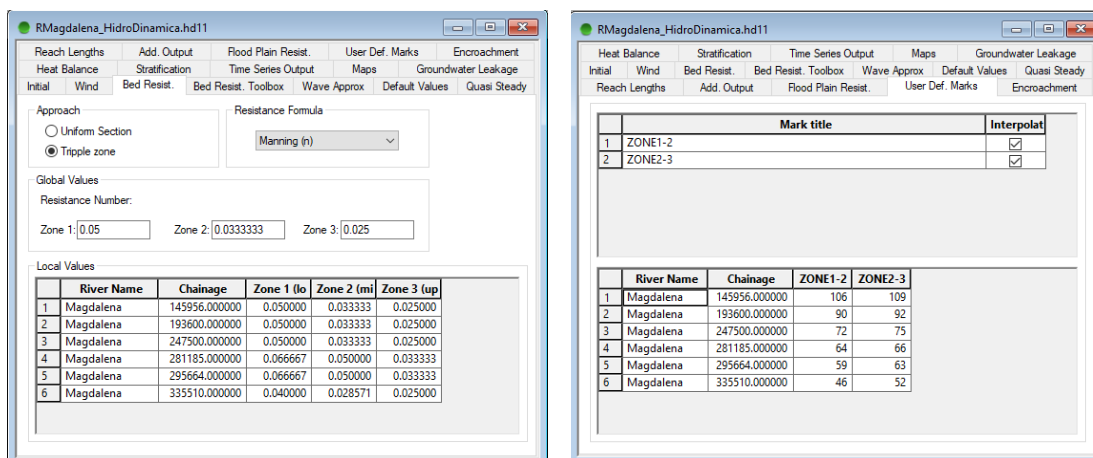 RMagdalena_HidroDinamica.hd11
Reach Lengths Add. Output Flood Plain Resist. User Def. Marks Encroachment
Heat Balance Stratification Time Series Output Maps Groundwater Leakage
Initial Wind Bed Resist. Bed Resist. Toolbox Wave Approx Default Values Quasi Steady
Approach Resistance Formula
Uniform Section
Tripple zone
Manning (n)
Global Values
Resistance Number:
Zone 1: 0.05 Zone 2: 0.0333333 Zone 3: 0.025
Local Values
River Name Chainage Zone 1 (lo Zone 2 (mi Zone 3 (up
1 Magdalena 145956.000000 0.050000 0.033333 0.025000
2 Magdalena 193600.000000 0.050000 0.033333 0.025000
3 Magdalena 247500.000000 0.050000 0.033333 0.025000
4 Magdalena 281185.000000 0.066667 0.050000 0.033333
5 Magdalena 295664.000000 0.066667 0.050000 0.033333
6 Magdalena 335510.000000 0.040000 0.028571 0.025000
RMagdalena_HidroDinamica.hd11
Heat Balance Stratification Time Series Output Maps Groundwater Leakage
Initial Wind Bed Resist. Bed Resist. Toolbox Wave Approx Default Values Quasi Steady
Reach Lengths Add. Output Flood Plain Resist. User Def. Marks Encroachment
Mark title Interpolat
1 ZONE1-2
2 ZONE2-3
River Name Chainage ZONE1-2 ZONE2-3
1 Magdalena 145956.000000 106 109
2 Magdalena 193600.000000 90 92
3 Magdalena 247500.000000 72 75
4 Magdalena 281185.000000 64 66
5 Magdalena 295664.000000 59 63
6 Magdalena 335510.000000 46 52